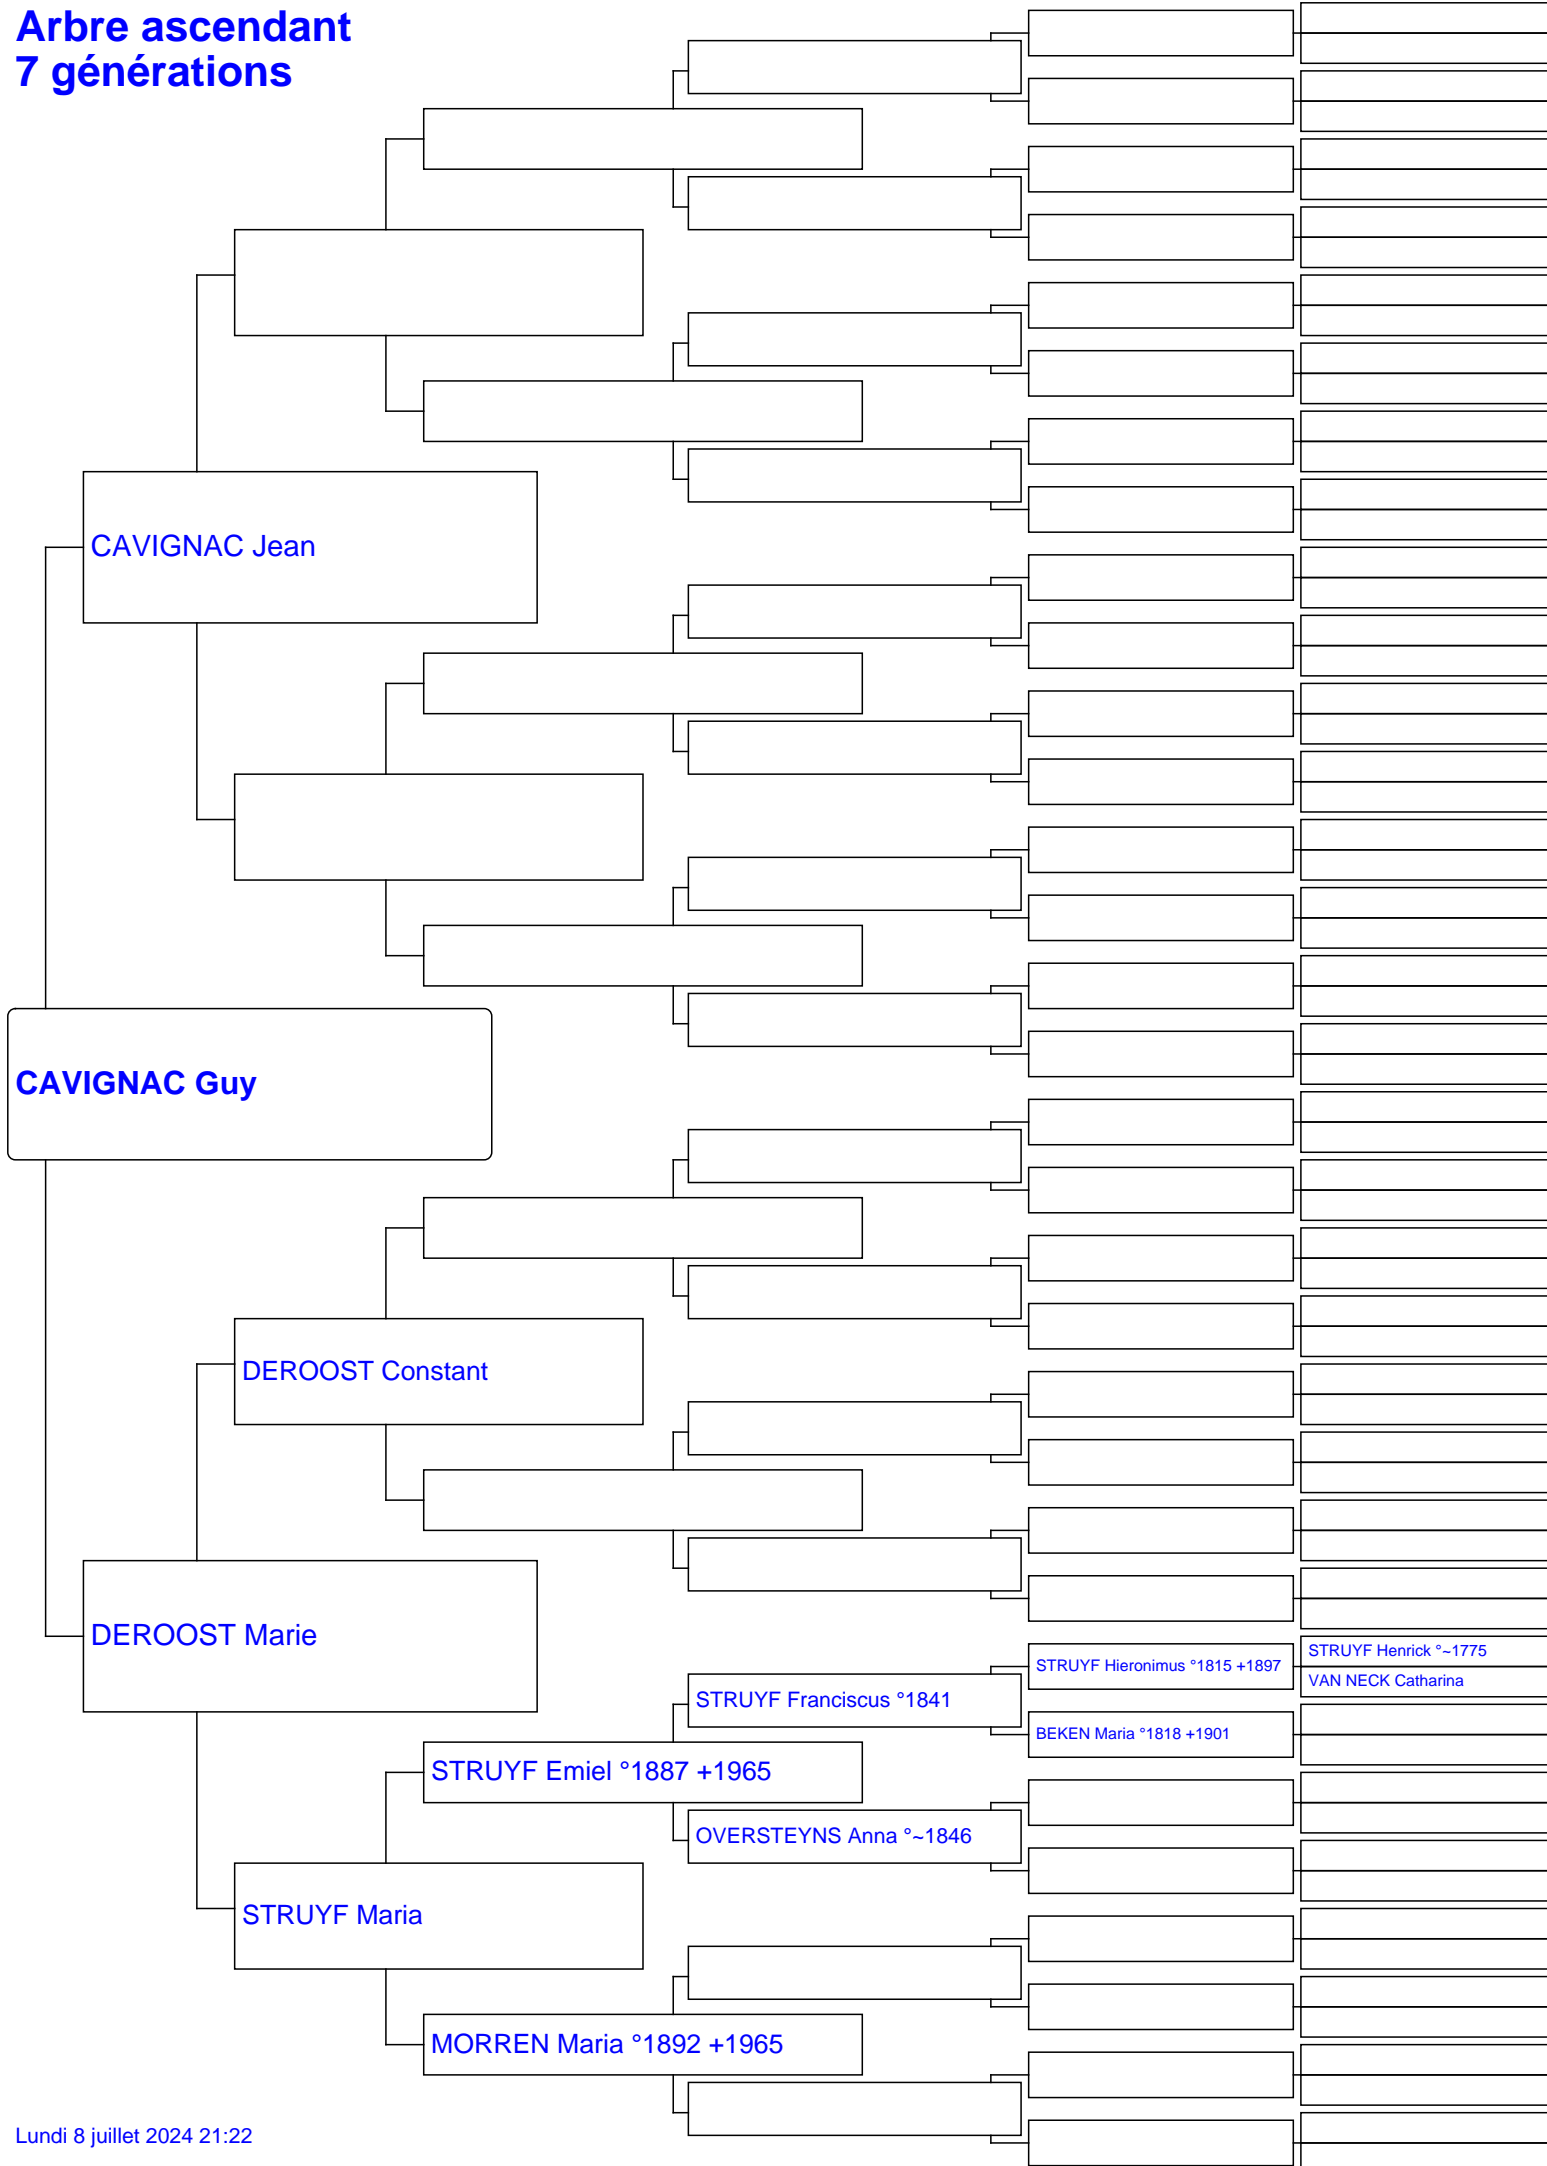 Arbre ascendant
7 générations
CAVIGNAC Jean
CAVIGNAC Guy
DEROOST Constant
DEROOST Marie
STRUYF Hieronimus °1815 +1897
STRUYF Henrick °~1775
VAN NECK Catharina
STRUYF Franciscus °1841
BEKEN Maria °1818 +1901
STRUYF Emiel °1887 +1965
OVERSTEYNS Anna °~1846
STRUYF Maria
MORREN Maria °1892 +1965
Lundi 8 juillet 2024 21:22